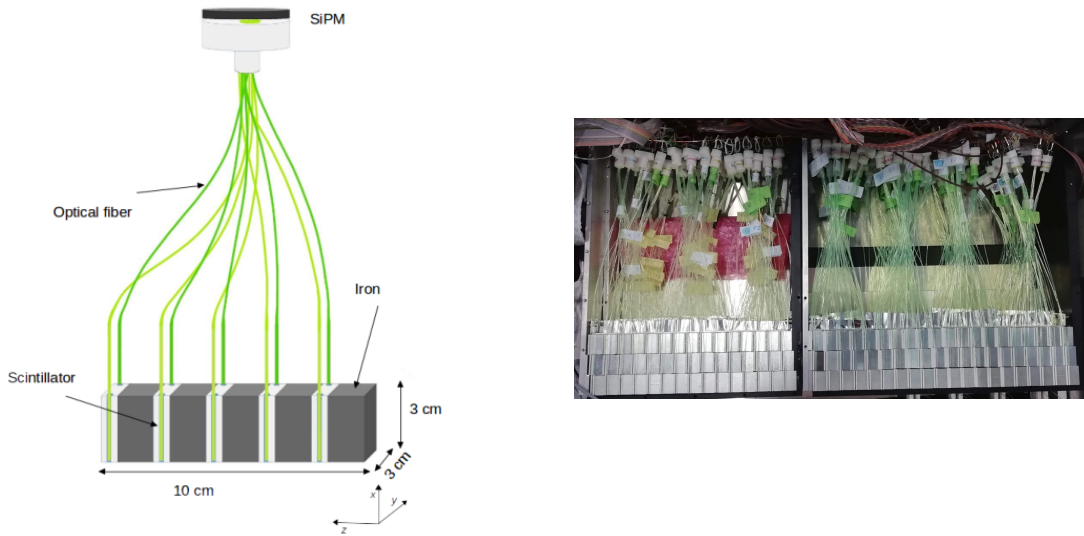 SiPM
Optical fiber
Iron
Scintillator
3 cm
3 cm
10 cm
x
y
z